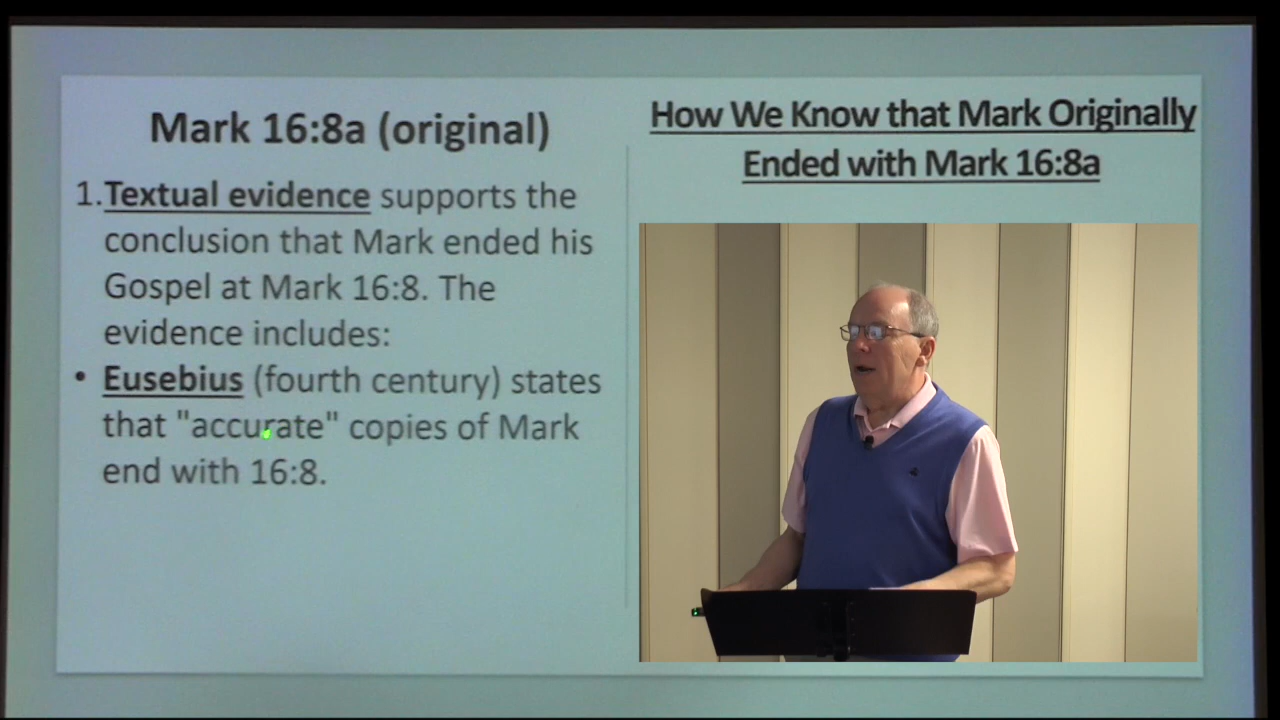 Mark 16:8a (original)
1. Textual evidence supports the
conclusion that Mark ended his
Gospel at Mark 16:8. The
evidence includes:
• Eusebius (fourth century) states
that "accurate" copies of Mark
end with 16:8.
How We Know that Mark Originally
Ended with Mark 16:8a